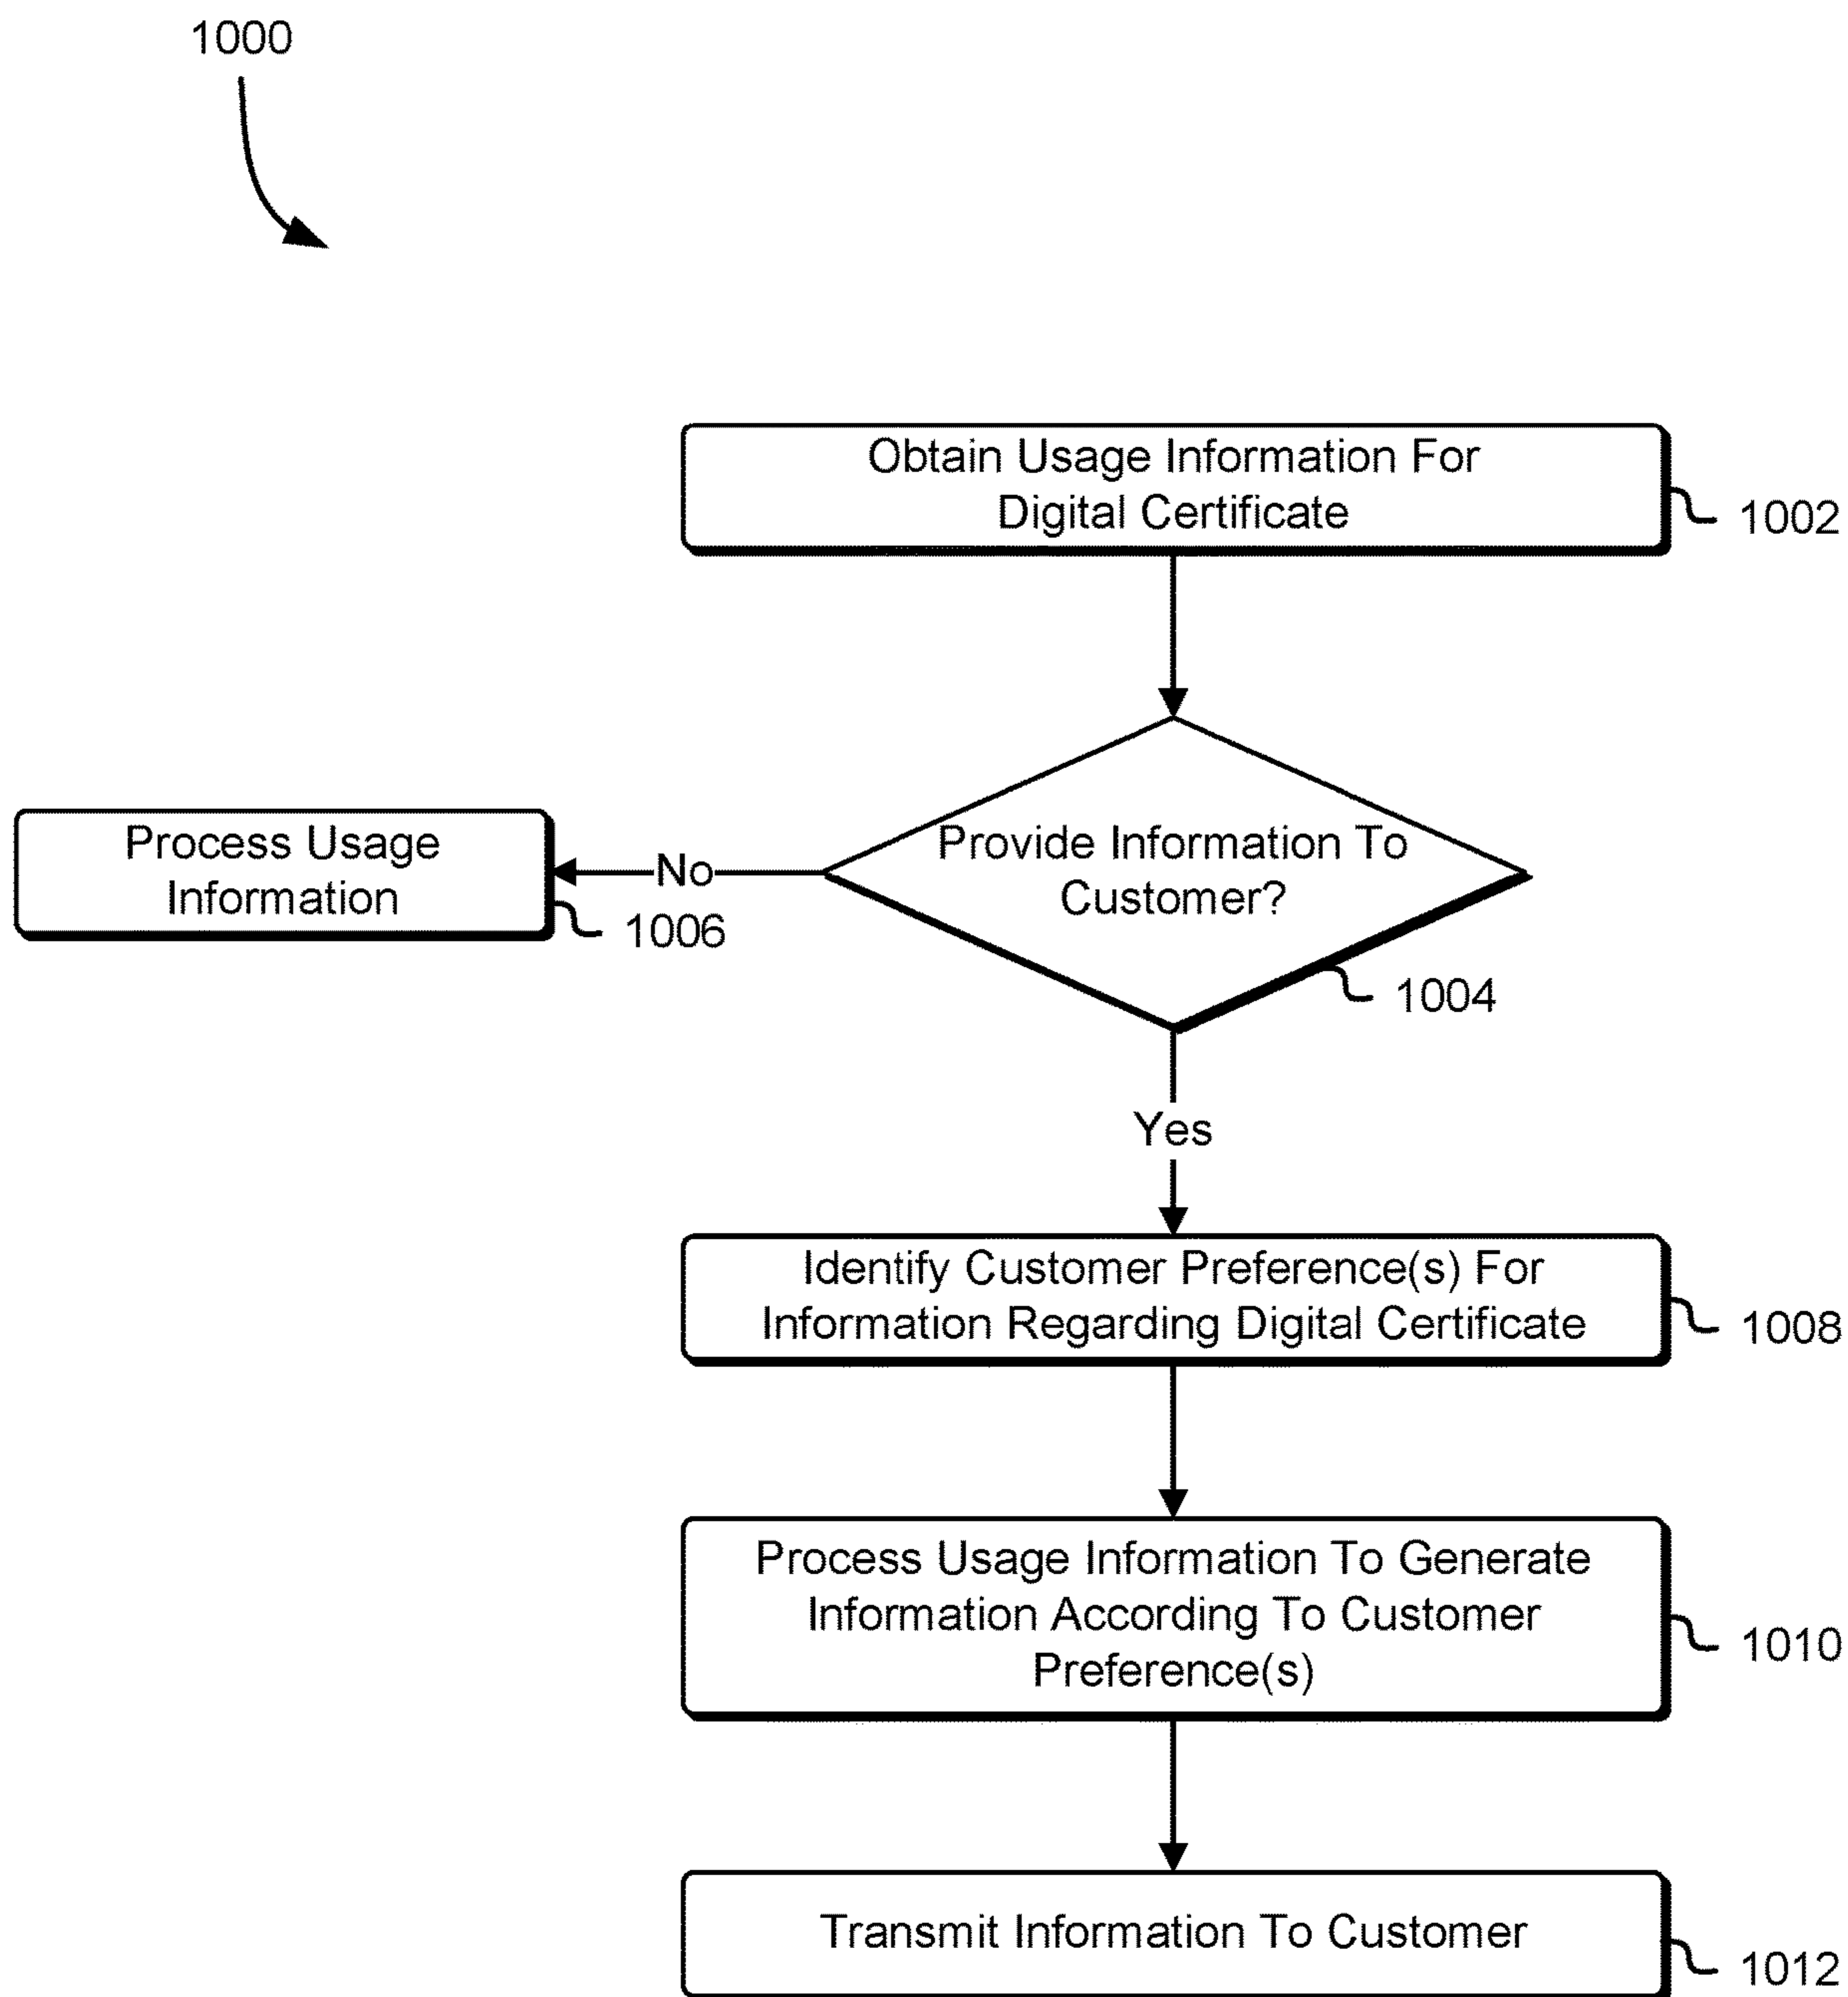 1000
Obtain Usage Information For
Digital Certificate
1002
Provide Information To
Customer?
1004
No
Process Usage
Information
1006
Yes
Identify Customer Preference(s) For
Information Regarding Digital Certificate
1008
Process Usage Information To Generate
Information According To Customer
Preference(s)
1010
Transmit Information To Customer
1012